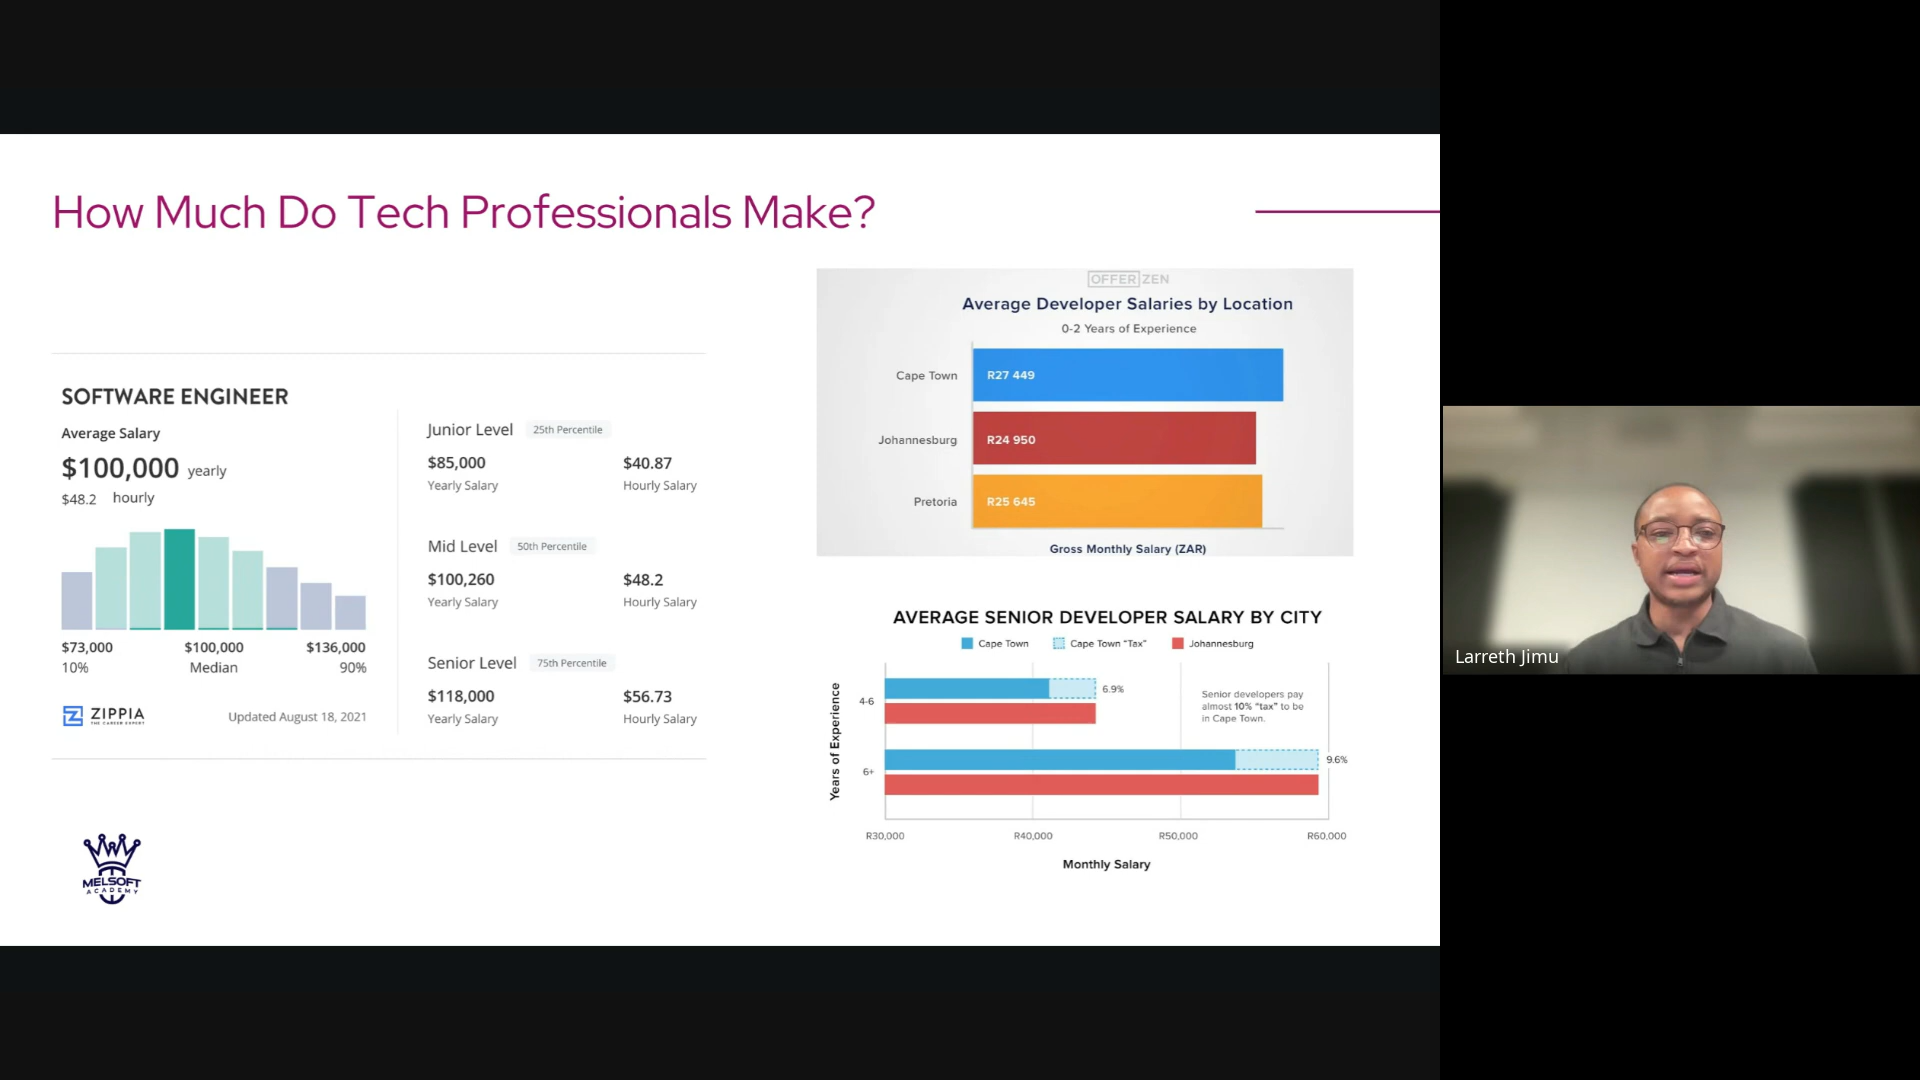 How Much Do Tech Professionals Make?
SOFTWARE ENGINEER
Average Salary
$100,000 yearly
$48.2 hourly
$73,000 $100,000 $136,000
10% Median 90%
ZIPPIA
THE CAREER EXPERT
Updated August 18, 2021
Junior Level 25th Percentile
$85,000 $40.87
Yearly Salary Hourly Salary
Mid Level 50th Percentile
$100,260 $48.2
Yearly Salary Hourly Salary
Senior Level 75th Percentile
$118,000 $56.73
Yearly Salary Hourly Salary
OFFERZEN
Average Developer Salaries by Location
0-2 Years of Experience
Cape Town R27 449
Johannesburg R24 950
Pretoria R25 645
Gross Monthly Salary (ZAR)
AVERAGE SENIOR DEVELOPER SALARY BY CITY
Cape Town Cape Town "Tax" Johannesburg
Years of Experience
4-6 6.9%
Senior developers pay
almost 10% "tax" to be
in Cape Town.
6+ 9.6%
R30,000 R40,000 R50,000 R60,000
Monthly Salary
MELSOFT
ACADEMY
Larreth Jimu